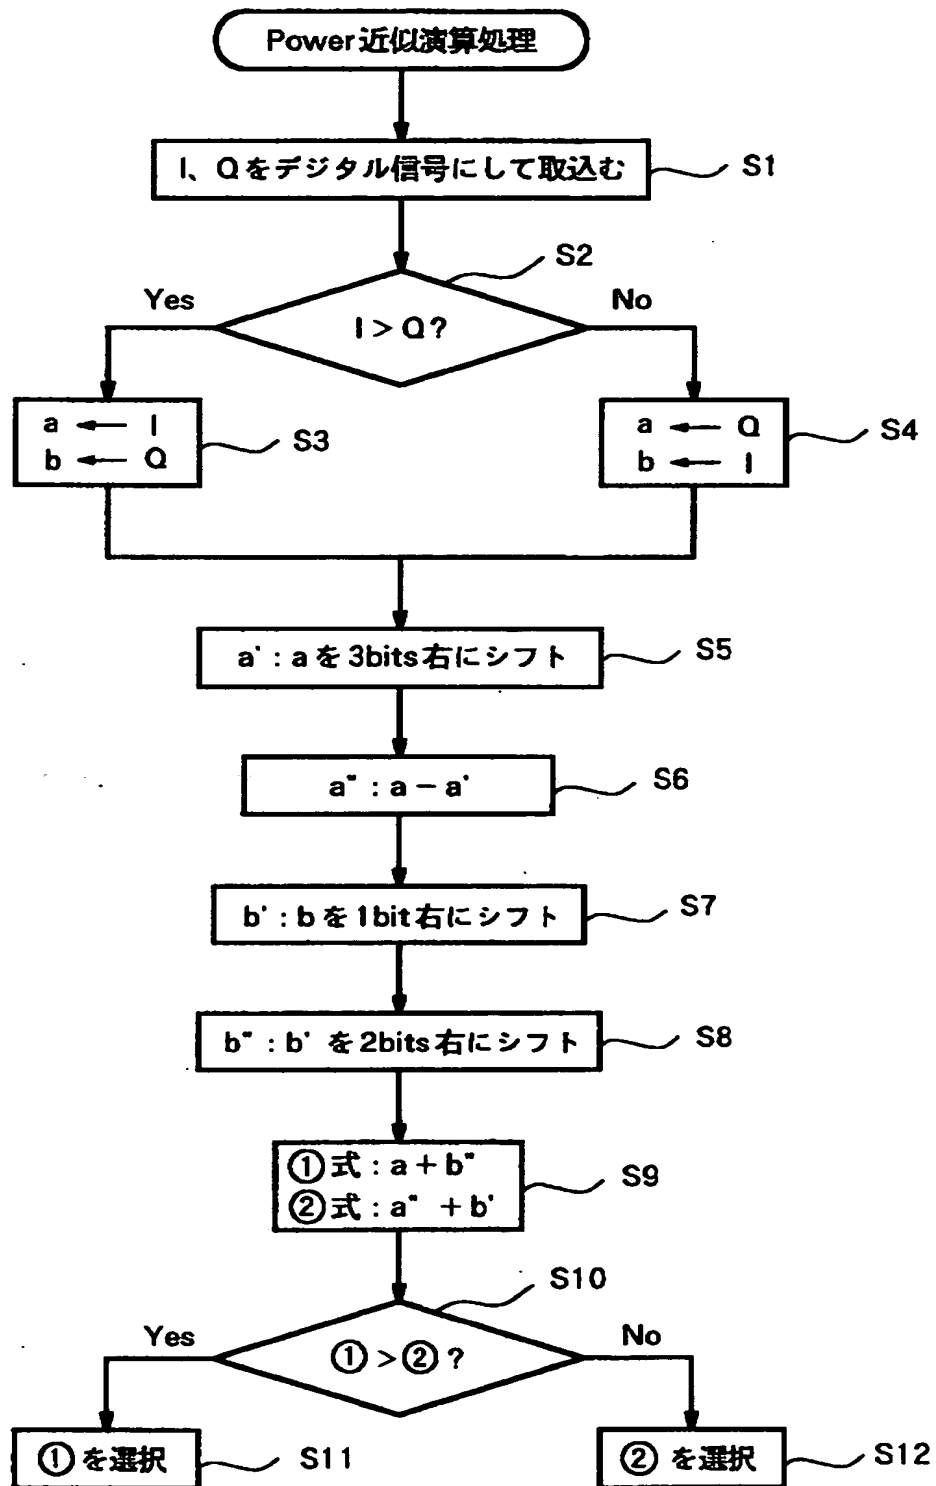 Power近似演算処理
I、Qをデジタル信号にして取込む
S1
S2
Yes
No
I > Q?
a ← I
b ← Q
S3
a ← Q
b ← I
S4
a' : aを3bits右にシフト
S5
a" : a − a'
S6
b' : bを1bit右にシフト
S7
b" : b'を2bits右にシフト
S8
①式 : a + b"
②式 : a" + b'
S9
S10
Yes
No
① > ② ?
①を選択
S11
②を選択
S12